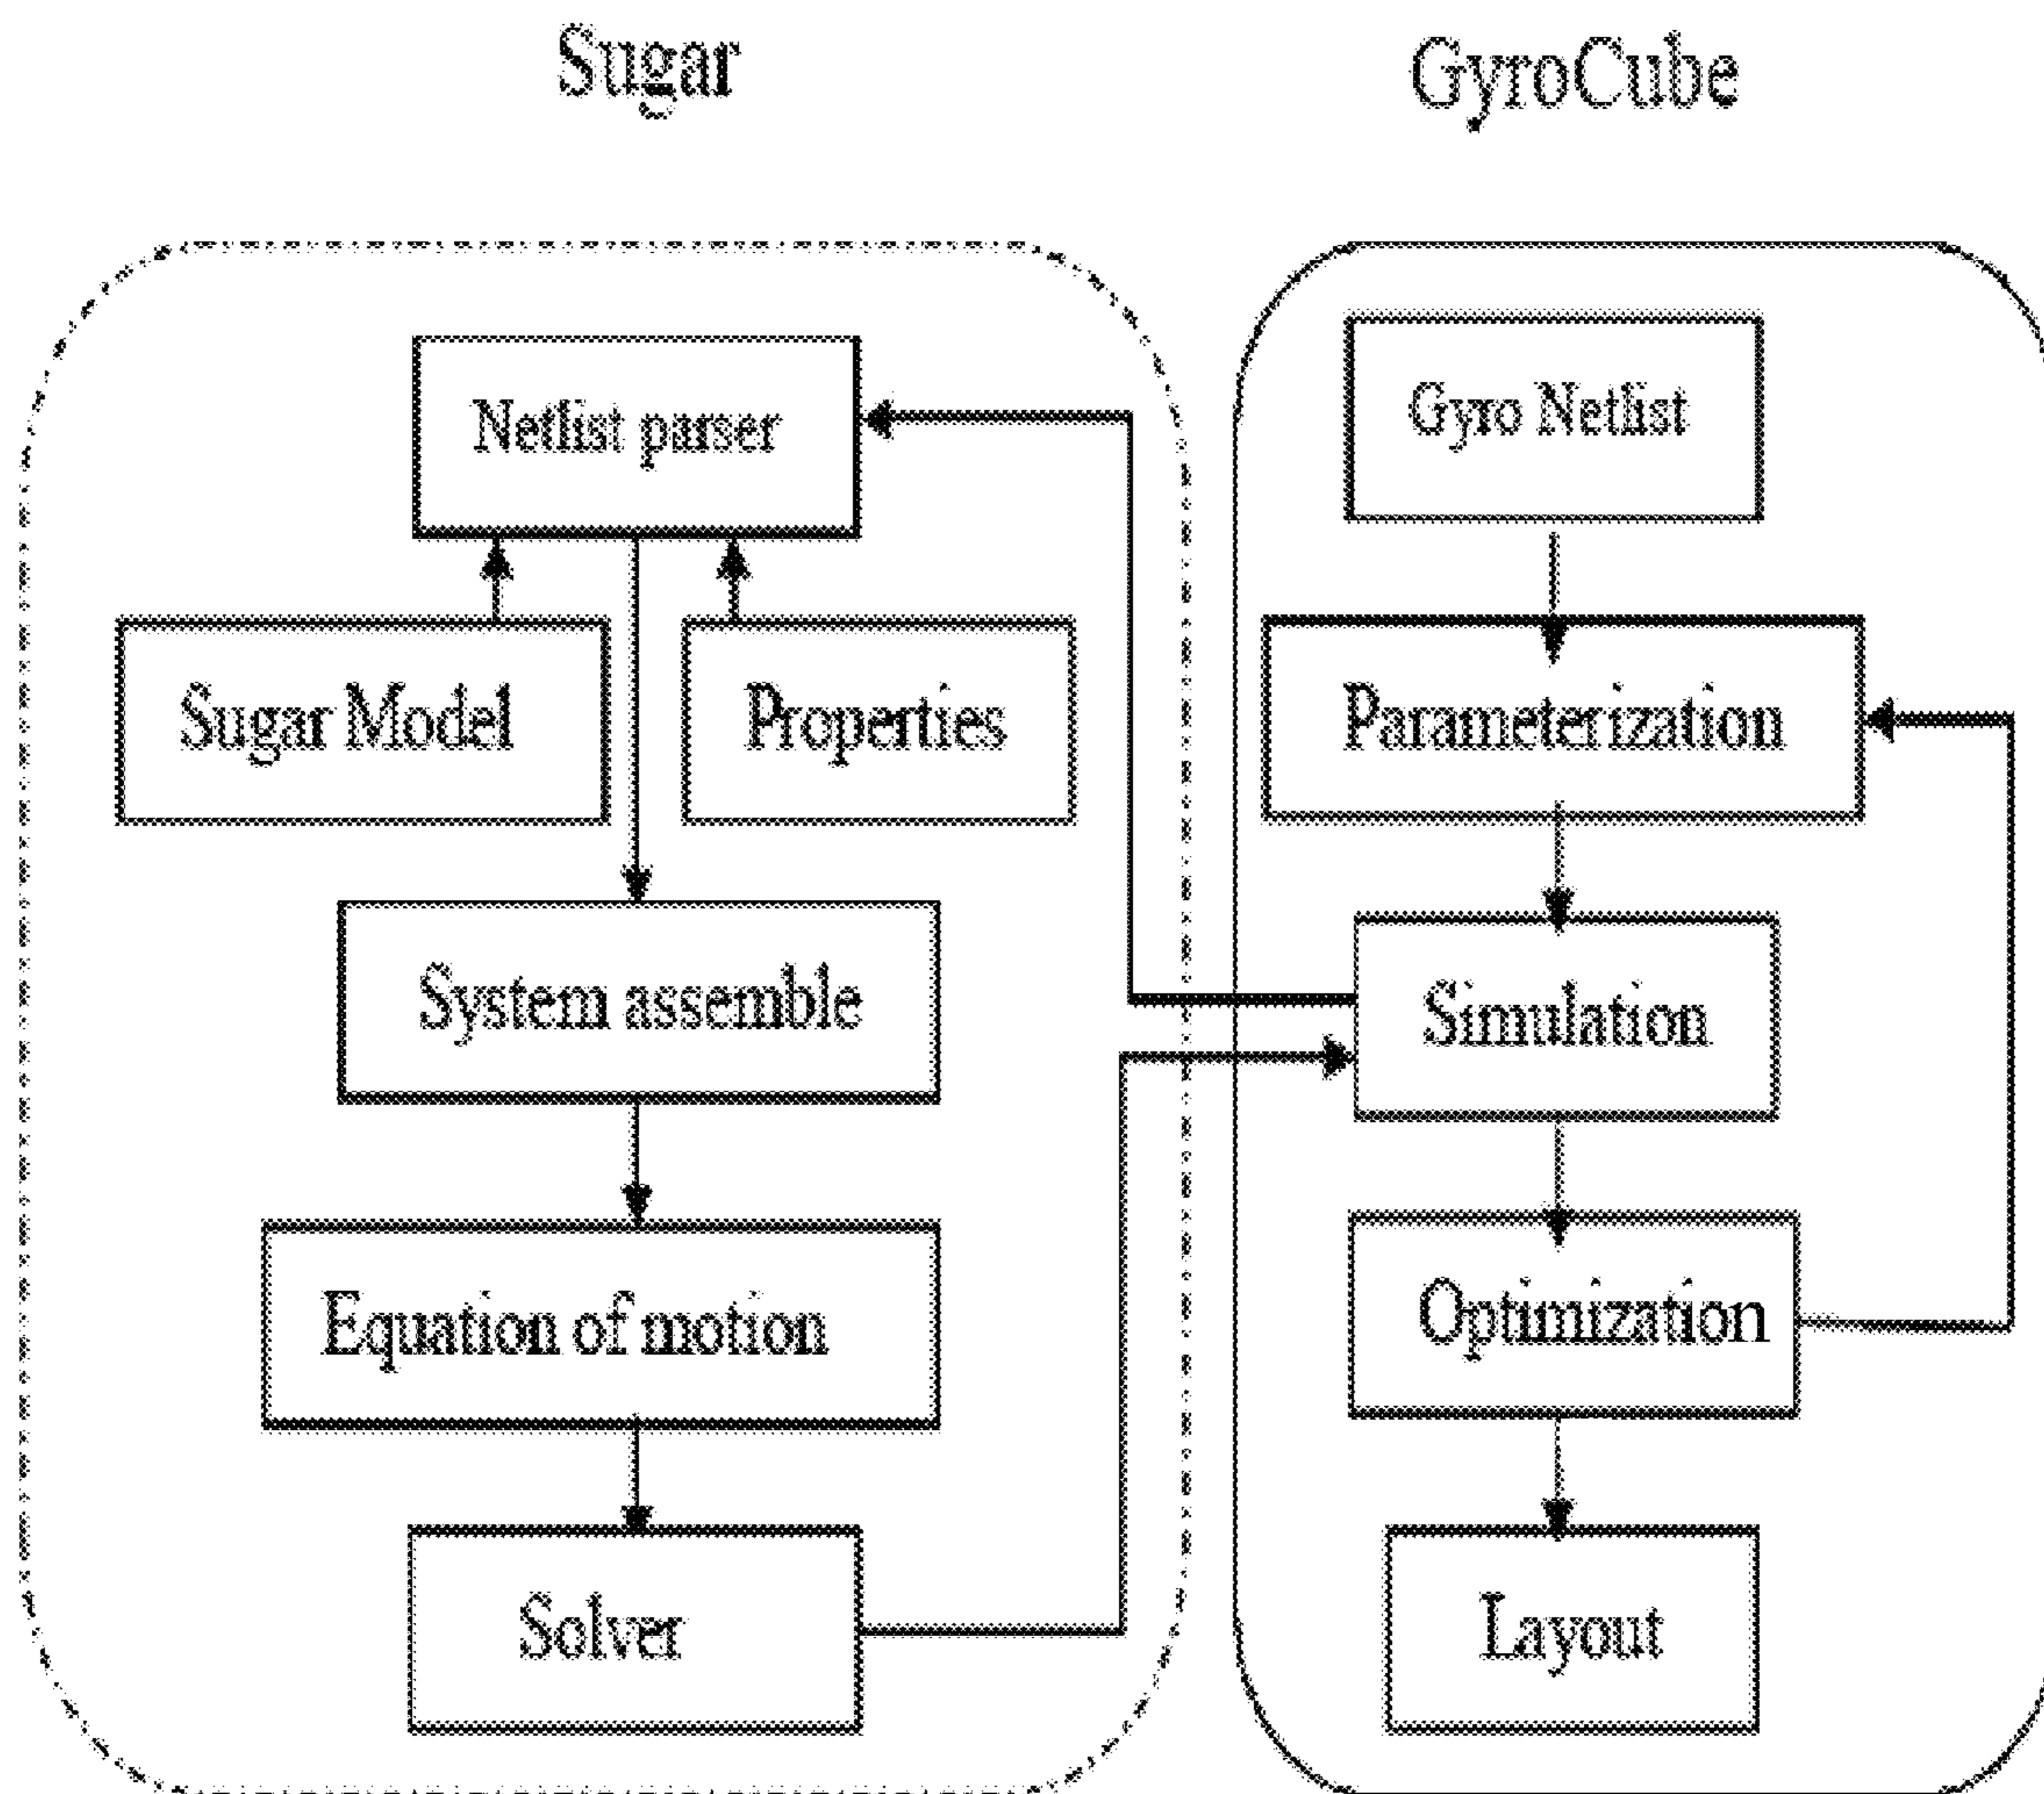 Sugar
GyroCube
Netlist parser
Gyro Netlist
Sugar Model
Properties
Parameterization
System assemble
Simulation
Equation of motion
Optimization
Solver
Layout